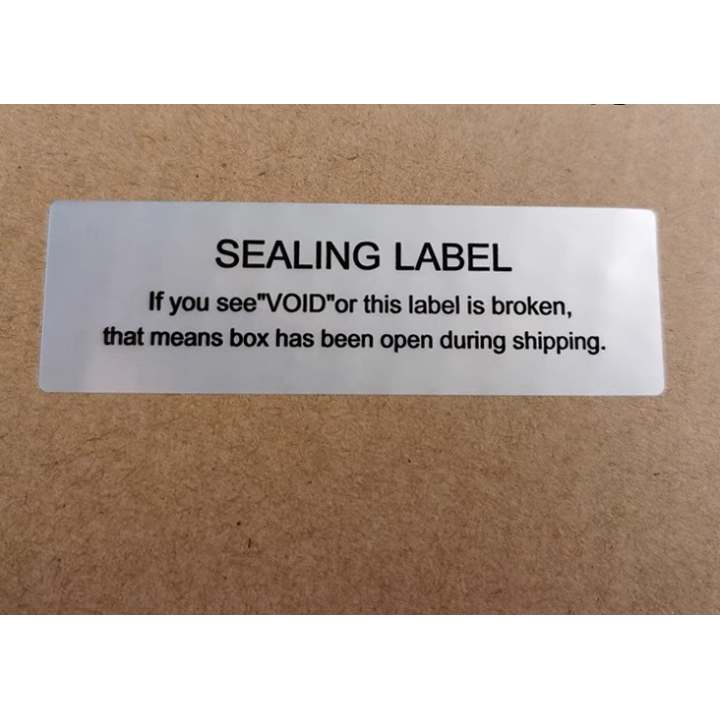 SEALING LABEL
If you see"VOID"or this label is broken,
that means box has been open during shipping.